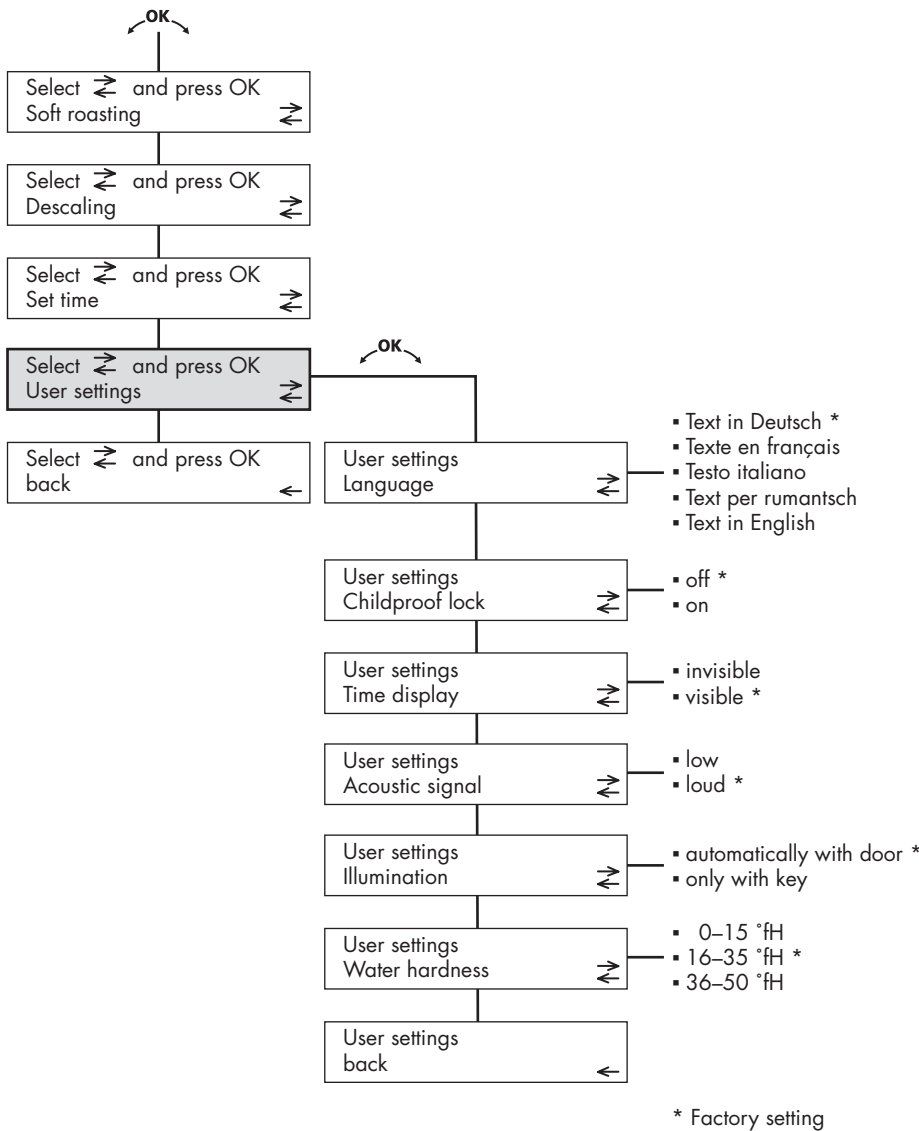 OK
Select ⇄ and press OK
Soft roasting ⇄
Select ⇄ and press OK
Descaling ⇄
Select ⇄ and press OK
Set time ⇄
Select ⇄ and press OK
User settings ⇄
Select ⇄ and press OK
back ←
OK
User settings
Language ⇄
▪ Text in Deutsch *
▪ Texte en français
▪ Testo italiano
▪ Text per rumantsch
▪ Text in English
User settings
Childproof lock ⇄
▪ off *
▪ on
User settings
Time display ⇄
▪ invisible
▪ visible *
User settings
Acoustic signal ⇄
▪ low
▪ loud *
User settings
Illumination ⇄
▪ automatically with door *
▪ only with key
User settings
Water hardness ⇄
▪ 0–15 °fH
▪ 16–35 °fH *
▪ 36–50 °fH
User settings
back ←
* Factory setting